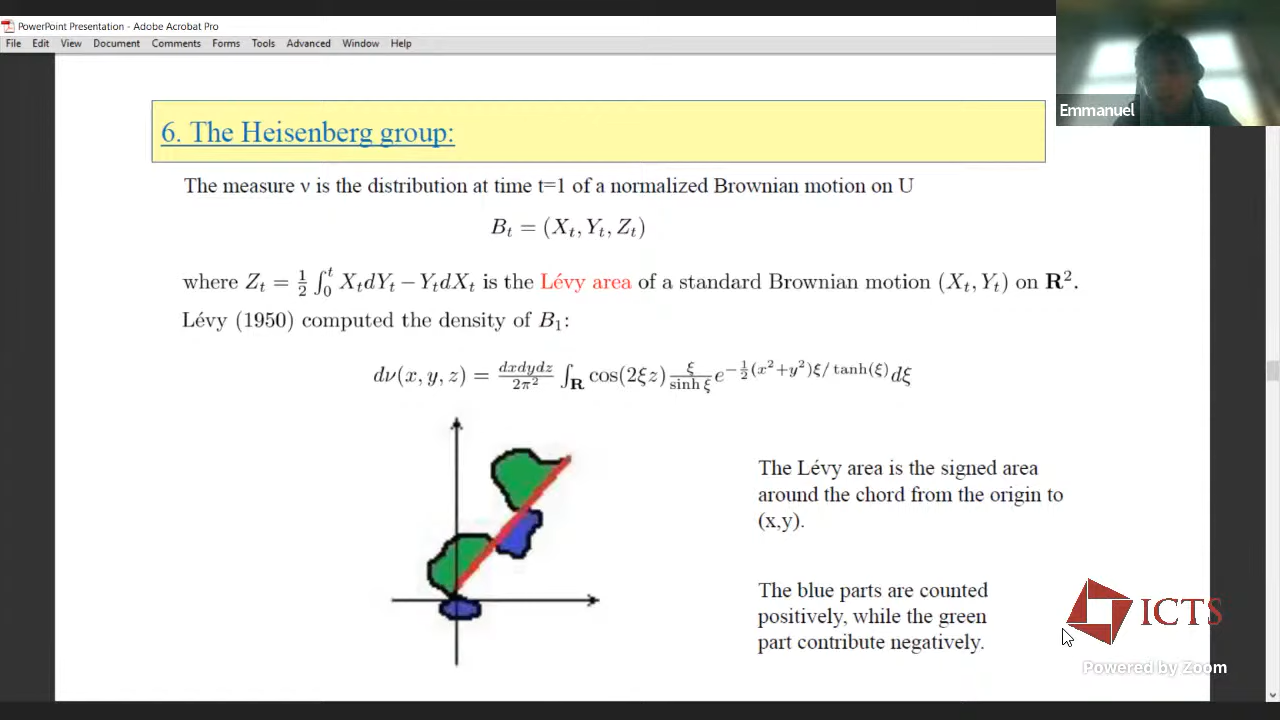 PowerPoint Presentation - Adobe Acrobat Pro
File Edit View Document Comments Forms Tools Advanced Window Help
Emmanuel
6. The Heisenberg group:
The measure ν is the distribution at time t=1 of a normalized Brownian motion on U
B_t = (X_t, Y_t, Z_t)
where Z_t = 1/2 ∫_0^t X_t dY_t − Y_t dX_t is the Lévy area of a standard Brownian motion (X_t, Y_t) on R^2.
Lévy (1950) computed the density of B_1:
dν(x, y, z) = dxdydz/2π^2 ∫_R cos(2ξz) ξ/sinh ξ e^{−1/2(x^2+y^2)ξ/ tanh(ξ)} dξ
The Lévy area is the signed area
around the chord from the origin to
(x,y).
The blue parts are counted
positively, while the green
part contribute negatively.
ICTS
Powered by Zoom